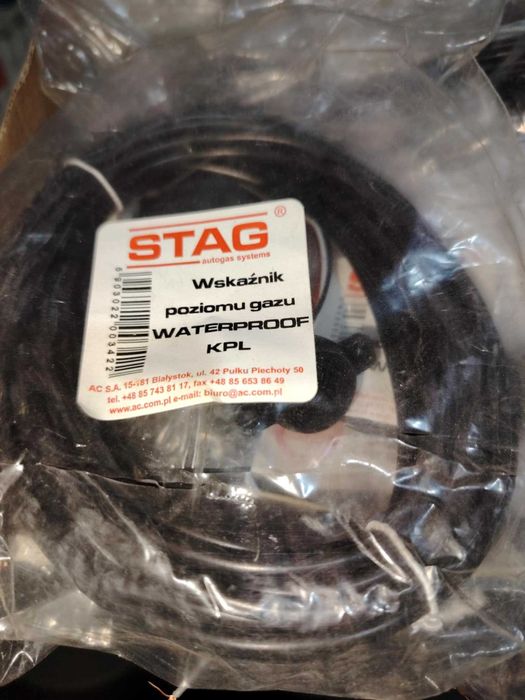 STAG®
autogas systems
Wskaźnik
poziomu gazu
WATERPROOF
KPL
AC S.A. 15-181 Białystok, ul. 42 Pułku Piechoty 50
tel. +48 85 743 81 17, fax +48 85 653 86 49
www.ac.com.pl e-mail: biuro@ac.com.pl
5903022003422